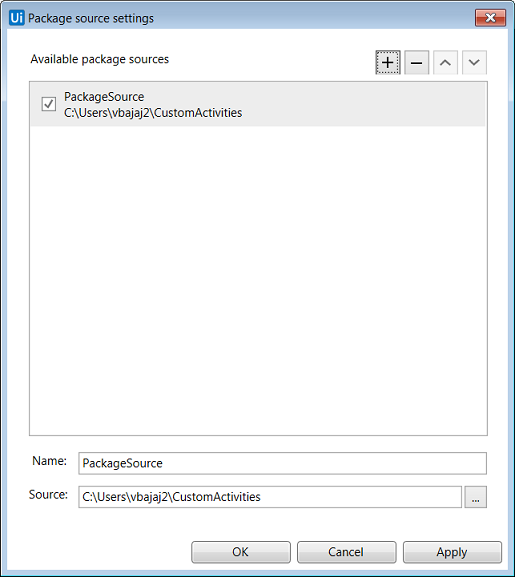 Ui Package source settings
Available package sources
PackageSource
C:\Users\vbajaj2\CustomActivities
Name: PackageSource
Source: C:\Users\vbajaj2\CustomActivities ...
OK Cancel Apply